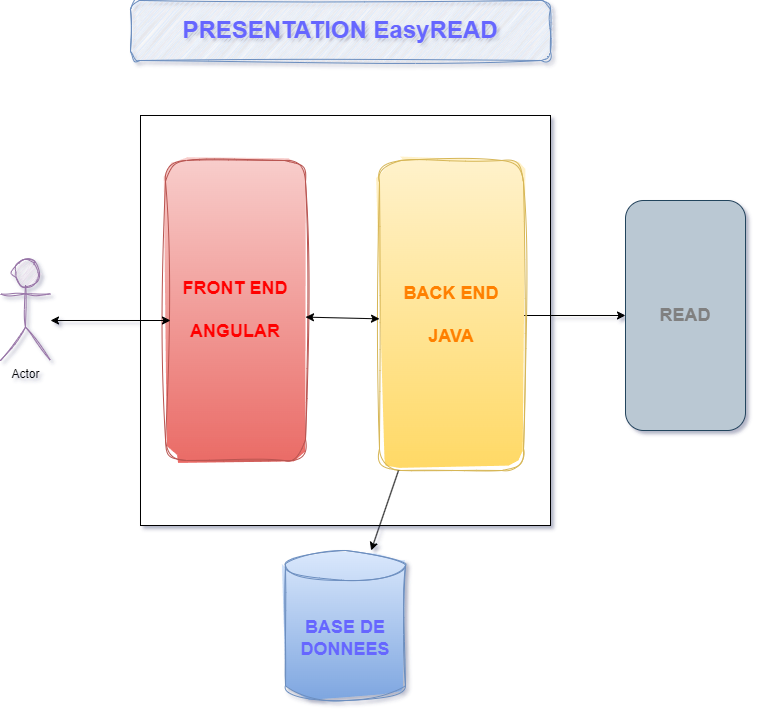 PRESENTATION EasyREAD
FRONT END
ANGULAR
BACK END
JAVA
READ
Actor
BASE DE
DONNEES